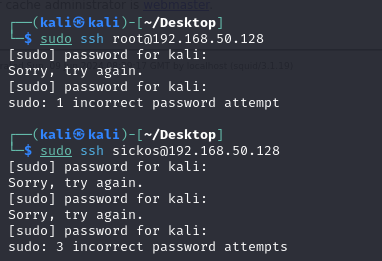 cache administrator is webmaster.
┌──(kali㉿kali)-[~/Desktop]
└─$ sudo ssh root@192.168.50.128
[sudo] password for kali:
Sorry, try again.
[sudo] password for kali:
sudo: 1 incorrect password attempt
┌──(kali㉿kali)-[~/Desktop]
└─$ sudo ssh sickos@192.168.50.128
[sudo] password for kali:
Sorry, try again.
[sudo] password for kali:
Sorry, try again.
[sudo] password for kali:
sudo: 3 incorrect password attempts